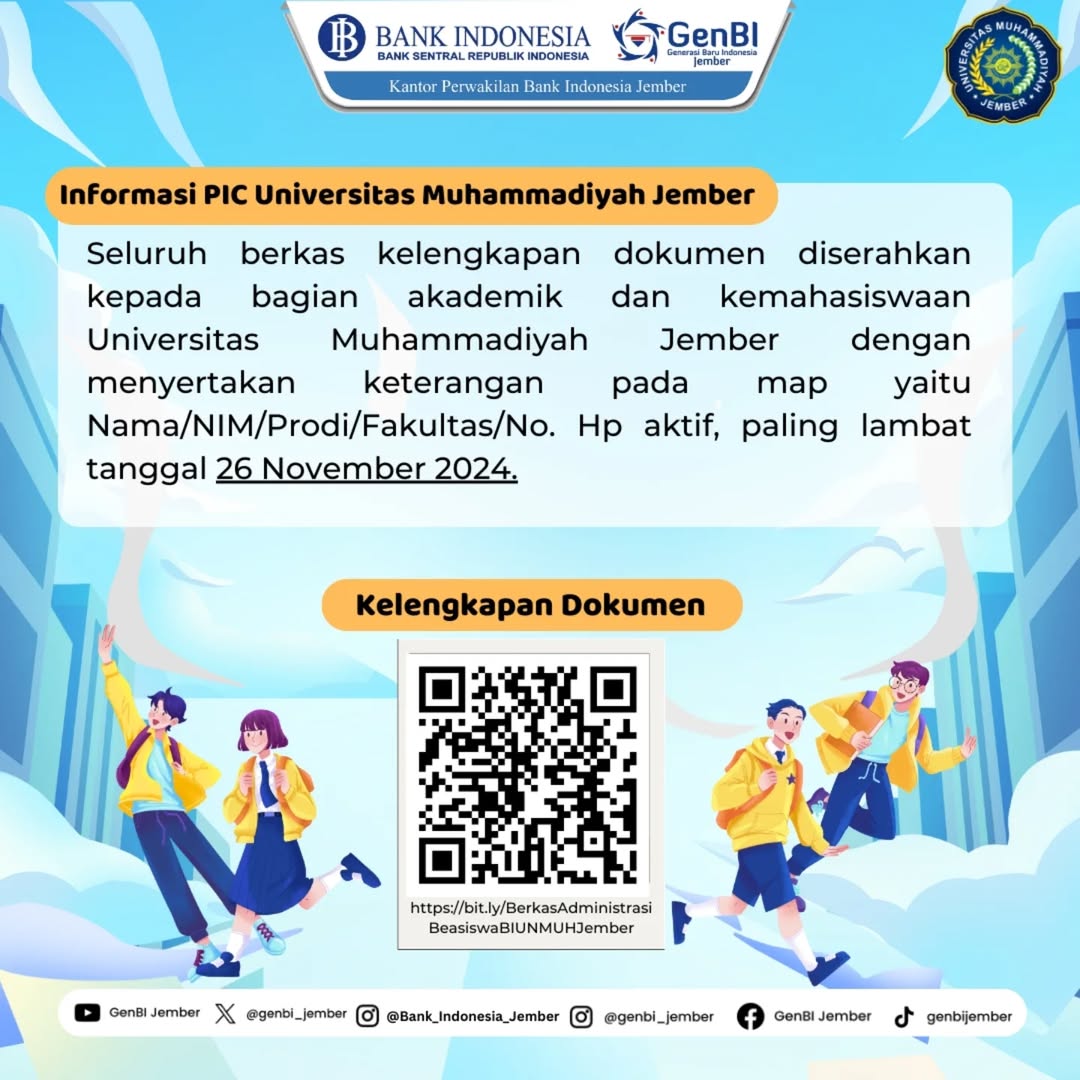 BANK INDONESIA
BANK SENTRAL REPUBLIK INDONESIA
GenBI
Generasi Baru Indonesia
Jember
Kantor Perwakilan Bank Indonesia Jember
UNIVERSITAS MUHAMMADIYAH
JEMBER
Informasi PIC Universitas Muhammadiyah Jember
Seluruh berkas kelengkapan dokumen diserahkan
kepada bagian akademik dan kemahasiswaan
Universitas Muhammadiyah Jember dengan
menyertakan keterangan pada map yaitu
Nama/NIM/Prodi/Fakultas/No. Hp aktif, paling lambat
tanggal 26 November 2024.
Kelengkapan Dokumen
https://bit.ly/BerkasAdministrasi
BeasiswaBIUNMUHJember
GenBI Jember @genbi_jember @Bank_Indonesia_Jember @genbi_jember GenBI Jember genbijember